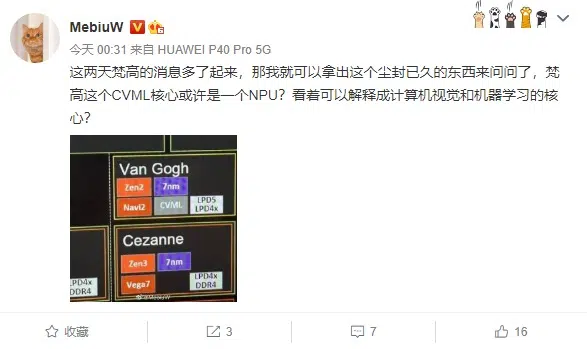 MebiuW
今天 00:31 来自 HUAWEI P40 Pro 5G
这两天梵高的消息多了起来，那我就可以拿出这个尘封已久的东西来问问了，梵
高这个CVML核心或许是一个NPU？看着可以解释成计算机视觉和机器学习的核
心？
Van Gogh
Zen2 7nm
Navi2 CVML LPD5 LPD4x
Cezanne
Zen3 7nm
Vega7 LPD4x DDR4
LPD4x
DDR4
@MebiuW
收藏 3 7 16